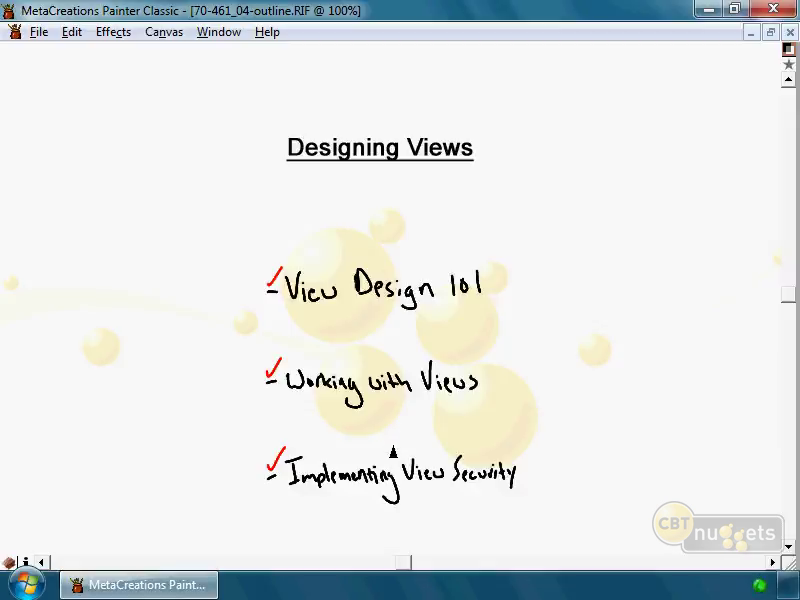 MetaCreations Painter Classic - [70-461_04-outline.RIF @ 100%]
File Edit Effects Canvas Window Help
Designing Views
- View Design 101
- Working with Views
- Implementing View Security
CBT nuggets
MetaCreations Paint...